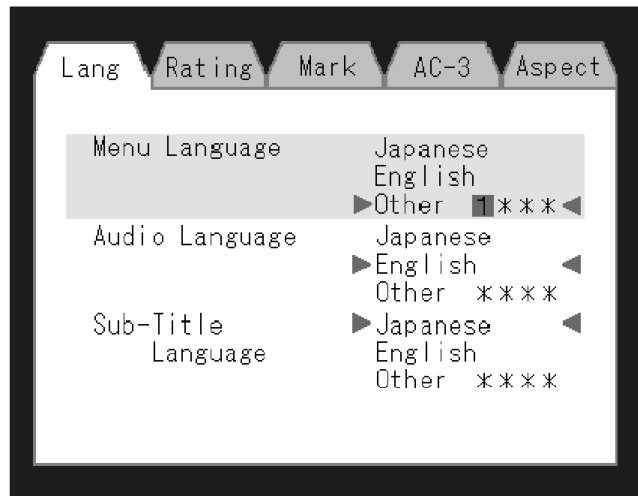 Lang Rating Mark AC-3 Aspect
Menu Language Japanese
English
▶Other 1***◀
Audio Language Japanese
▶English ◀
Other ****
Sub-Title ▶Japanese ◀
Language English
Other ****